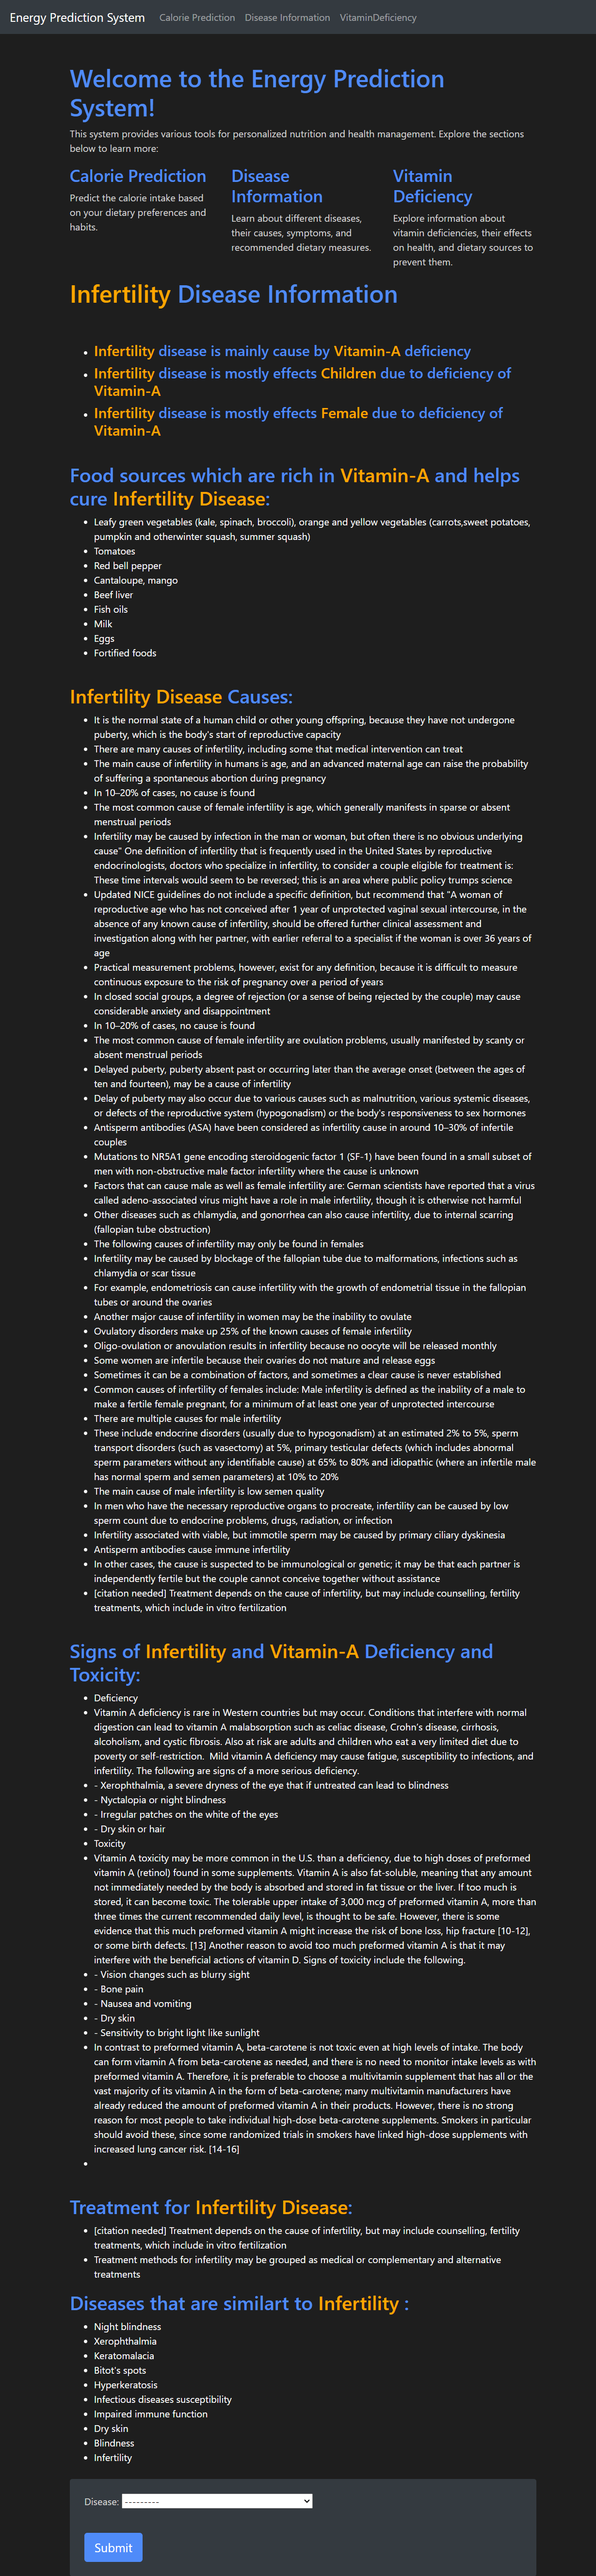 Energy Prediction System Calorie Prediction Disease Information VitaminDeficiency
Welcome to the Energy Prediction
System!
This system provides various tools for personalized nutrition and health management. Explore the sections
below to learn more:
Calorie Prediction
Predict the calorie intake based
on your dietary preferences and
habits.
Disease
Information
Learn about different diseases,
their causes, symptoms, and
recommended dietary measures.
Vitamin
Deficiency
Explore information about
vitamin deficiencies, their effects
on health, and dietary sources to
prevent them.
Infertility Disease Information
Infertility disease is mainly cause by Vitamin-A deficiency
Infertility disease is mostly effects Children due to deficiency of
Vitamin-A
Infertility disease is mostly effects Female due to deficiency of
Vitamin-A
Food sources which are rich in Vitamin-A and helps
cure Infertility Disease:
Leafy green vegetables (kale, spinach, broccoli), orange and yellow vegetables (carrots,sweet potatoes,
pumpkin and otherwinter squash, summer squash)
Tomatoes
Red bell pepper
Cantaloupe, mango
Beef liver
Fish oils
Milk
Eggs
Fortified foods
Infertility Disease Causes:
It is the normal state of a human child or other young offspring, because they have not undergone
puberty, which is the body's start of reproductive capacity
There are many causes of infertility, including some that medical intervention can treat
The main cause of infertility in humans is age, and an advanced maternal age can raise the probability
of suffering a spontaneous abortion during pregnancy
In 10–20% of cases, no cause is found
The most common cause of female infertility is age, which generally manifests in sparse or absent
menstrual periods
Infertility may be caused by infection in the man or woman, but often there is no obvious underlying
cause" One definition of infertility that is frequently used in the United States by reproductive
endocrinologists, doctors who specialize in infertility, to consider a couple eligible for treatment is:
These time intervals would seem to be reversed; this is an area where public policy trumps science
Updated NICE guidelines do not include a specific definition, but recommend that "A woman of
reproductive age who has not conceived after 1 year of unprotected vaginal sexual intercourse, in the
absence of any known cause of infertility, should be offered further clinical assessment and
investigation along with her partner, with earlier referral to a specialist if the woman is over 36 years of
age
Practical measurement problems, however, exist for any definition, because it is difficult to measure
continuous exposure to the risk of pregnancy over a period of years
In closed social groups, a degree of rejection (or a sense of being rejected by the couple) may cause
considerable anxiety and disappointment
In 10–20% of cases, no cause is found
The most common cause of female infertility are ovulation problems, usually manifested by scanty or
absent menstrual periods
Delayed puberty, puberty absent past or occurring later than the average onset (between the ages of
ten and fourteen), may be a cause of infertility
Delay of puberty may also occur due to various causes such as malnutrition, various systemic diseases,
or defects of the reproductive system (hypogonadism) or the body's responsiveness to sex hormones
Antisperm antibodies (ASA) have been considered as infertility cause in around 10–30% of infertile
couples
Mutations to NR5A1 gene encoding steroidogenic factor 1 (SF-1) have been found in a small subset of
men with non-obstructive male factor infertility where the cause is unknown
Factors that can cause male as well as female infertility are: German scientists have reported that a virus
called adeno-associated virus might have a role in male infertility, though it is otherwise not harmful
Other diseases such as chlamydia, and gonorrhea can also cause infertility, due to internal scarring
(fallopian tube obstruction)
The following causes of infertility may only be found in females
Infertility may be caused by blockage of the fallopian tube due to malformations, infections such as
chlamydia or scar tissue
For example, endometriosis can cause infertility with the growth of endometrial tissue in the fallopian
tubes or around the ovaries
Another major cause of infertility in women may be the inability to ovulate
Ovulatory disorders make up 25% of the known causes of female infertility
Oligo-ovulation or anovulation results in infertility because no oocyte will be released monthly
Some women are infertile because their ovaries do not mature and release eggs
Sometimes it can be a combination of factors, and sometimes a clear cause is never established
Common causes of infertility of females include: Male infertility is defined as the inability of a male to
make a fertile female pregnant, for a minimum of at least one year of unprotected intercourse
There are multiple causes for male infertility
These include endocrine disorders (usually due to hypogonadism) at an estimated 2% to 5%, sperm
transport disorders (such as vasectomy) at 5%, primary testicular defects (which includes abnormal
sperm parameters without any identifiable cause) at 65% to 80% and idiopathic (where an infertile male
has normal sperm and semen parameters) at 10% to 20%
The main cause of male infertility is low semen quality
In men who have the necessary reproductive organs to procreate, infertility can be caused by low
sperm count due to endocrine problems, drugs, radiation, or infection
Infertility associated with viable, but immotile sperm may be caused by primary ciliary dyskinesia
Antisperm antibodies cause immune infertility
In other cases, the cause is suspected to be immunological or genetic; it may be that each partner is
independently fertile but the couple cannot conceive together without assistance
[citation needed] Treatment depends on the cause of infertility, but may include counselling, fertility
treatments, which include in vitro fertilization
Signs of Infertility and Vitamin-A Deficiency and
Toxicity:
Deficiency
Vitamin A deficiency is rare in Western countries but may occur. Conditions that interfere with normal
digestion can lead to vitamin A malabsorption such as celiac disease, Crohn's disease, cirrhosis,
alcoholism, and cystic fibrosis. Also at risk are adults and children who eat a very limited diet due to
poverty or self-restriction. Mild vitamin A deficiency may cause fatigue, susceptibility to infections, and
infertility. The following are signs of a more serious deficiency.
- Xerophthalmia, a severe dryness of the eye that if untreated can lead to blindness
- Nyctalopia or night blindness
- Irregular patches on the white of the eyes
- Dry skin or hair
Toxicity
Vitamin A toxicity may be more common in the U.S. than a deficiency, due to high doses of preformed
vitamin A (retinol) found in some supplements. Vitamin A is also fat-soluble, meaning that any amount
not immediately needed by the body is absorbed and stored in fat tissue or the liver. If too much is
stored, it can become toxic. The tolerable upper intake of 3,000 mcg of preformed vitamin A, more than
three times the current recommended daily level, is thought to be safe. However, there is some
evidence that this much preformed vitamin A might increase the risk of bone loss, hip fracture [10-12],
or some birth defects. [13] Another reason to avoid too much preformed vitamin A is that it may
interfere with the beneficial actions of vitamin D. Signs of toxicity include the following.
- Vision changes such as blurry sight
- Bone pain
- Nausea and vomiting
- Dry skin
- Sensitivity to bright light like sunlight
In contrast to preformed vitamin A, beta-carotene is not toxic even at high levels of intake. The body
can form vitamin A from beta-carotene as needed, and there is no need to monitor intake levels as with
preformed vitamin A. Therefore, it is preferable to choose a multivitamin supplement that has all or the
vast majority of its vitamin A in the form of beta-carotene; many multivitamin manufacturers have
already reduced the amount of preformed vitamin A in their products. However, there is no strong
reason for most people to take individual high-dose beta-carotene supplements. Smokers in particular
should avoid these, since some randomized trials in smokers have linked high-dose supplements with
increased lung cancer risk. [14-16]
Treatment for Infertility Disease:
[citation needed] Treatment depends on the cause of infertility, but may include counselling, fertility
treatments, which include in vitro fertilization
Treatment methods for infertility may be grouped as medical or complementary and alternative
treatments
Diseases that are similart to Infertility :
Night blindness
Xerophthalmia
Keratomalacia
Bitot's spots
Hyperkeratosis
Infectious diseases susceptibility
Impaired immune function
Dry skin
Blindness
Infertility
Disease: ---------
Submit